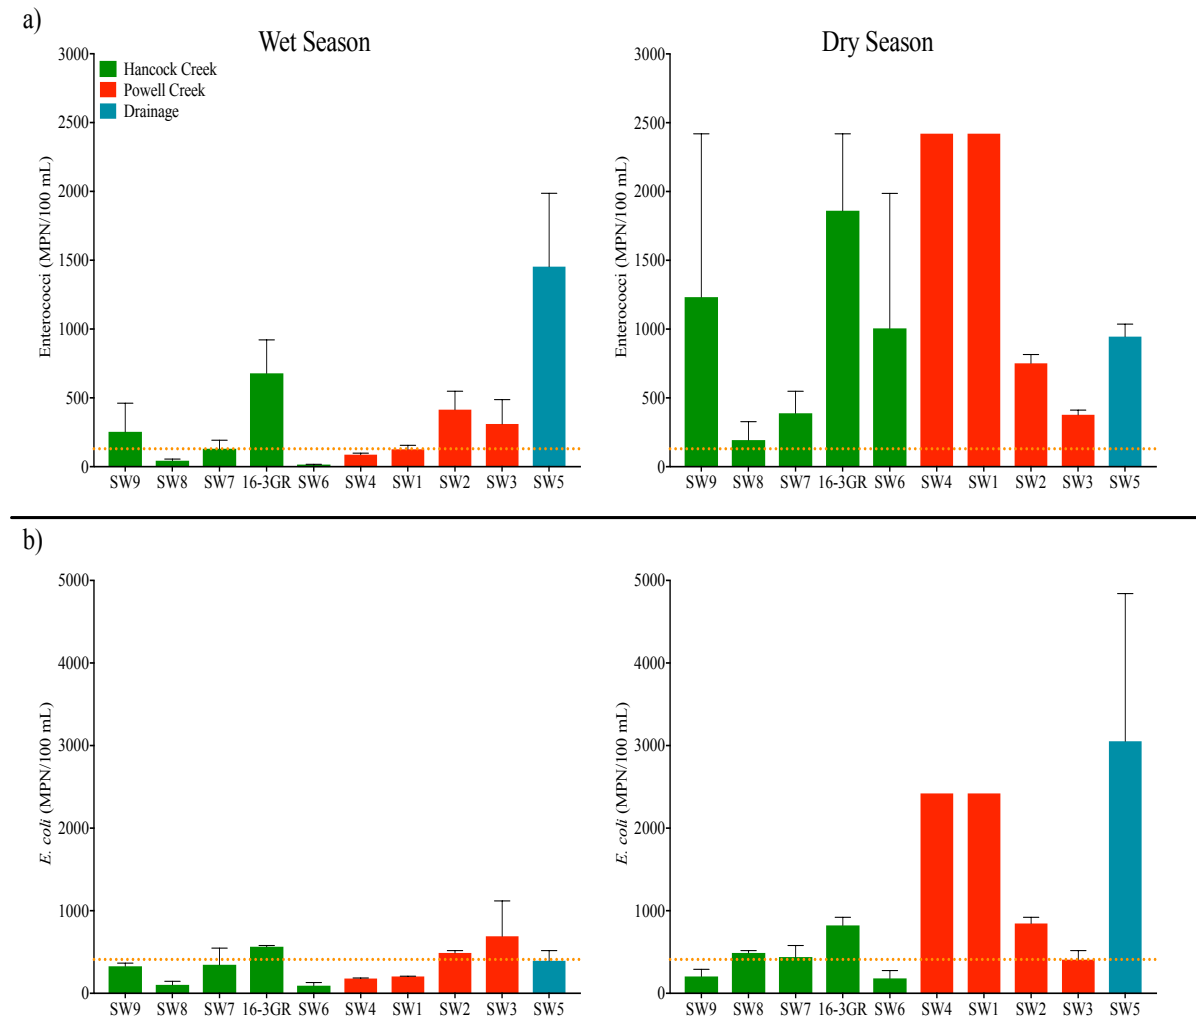 a)
Wet Season
Dry Season
Hancock Creek
Powell Creek
Drainage
Enterococci (MPN/100 mL)
3000
2500
2000
1500
1000
500
0
SW9 SW8 SW7 16-3GR SW6 SW4 SW1 SW2 SW3 SW5
Enterococci (MPN/100 mL)
3000
2500
2000
1500
1000
500
0
SW9 SW8 SW7 16-3GR SW6 SW4 SW1 SW2 SW3 SW5
b)
E. coli (MPN/100 mL)
5000
4000
3000
2000
1000
0
SW9 SW8 SW7 16-3GR SW6 SW4 SW1 SW2 SW3 SW5
E. coli (MPN/100 mL)
5000
4000
3000
2000
1000
0
SW9 SW8 SW7 16-3GR SW6 SW4 SW1 SW2 SW3 SW5